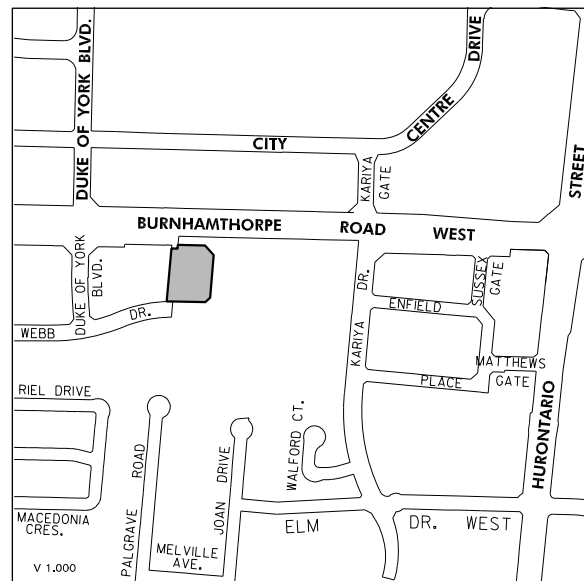 DUKE OF YORK BLVD.
CITY
CENTRE
DRIVE
KARIYA
GATE
STREET
BURNHAMTHORPE ROAD WEST
DUKE OF YORK
BLVD.
WEBB
DR.
KARIYA
DR.
SUSSEX
GATE
ENFIELD
PLACE
MATTHEWS
GATE
HURONTARIO
RIEL DRIVE
PALGRAVE
ROAD
JOAN DRIVE
WALFORD CT.
MACEDONIA
CRES.
MELVILLE
AVE.
ELM DR. WEST
V 1.000